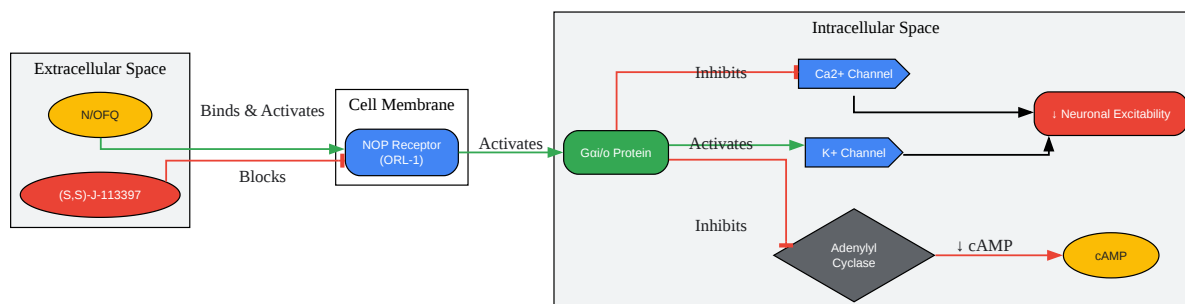 Extracellular Space
N/OFQ
(S,S)-J-113397
Binds & Activates
Blocks
Cell Membrane
NOP Receptor
(ORL-1)
Activates
Intracellular Space
Gαi/o Protein
Inhibits
Ca2+ Channel
Activates
K+ Channel
↓ Neuronal Excitability
Inhibits
Adenylyl
Cyclase
↓ cAMP
cAMP